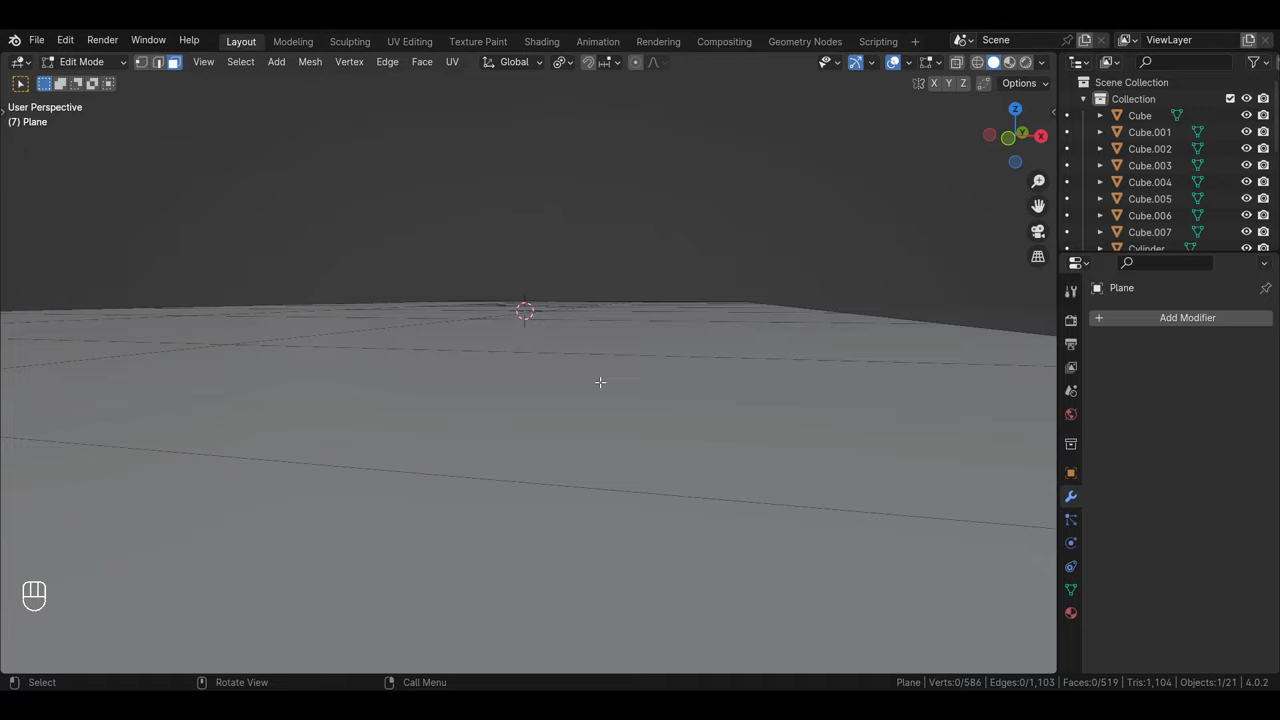 File Edit Render Window Help Layout Modeling Sculpting UV Editing Texture Paint Shading Animation Rendering Compositing Geometry Nodes Scripting + Scene ViewLayer
Edit Mode View Select Add Mesh Vertex Edge Face UV Global
X Y Z Options
User Perspective
(7) Plane
Z
Y
X
Scene Collection
Collection
Cube
Cube.001
Cube.002
Cube.003
Cube.004
Cube.005
Cube.006
Cube.007
Cylinder
Plane
+ Add Modifier
Select Rotate View Call Menu Plane | Verts:0/586 | Edges:0/1,103 | Faces:0/519 | Tris:1,104 | Objects:1/21 | 4.0.2